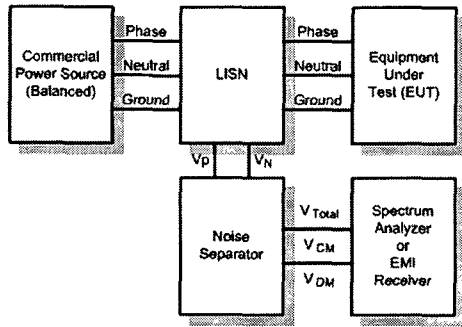 Commercial
Power Source
(Balanced)
Phase
Neutral
Ground
LISN
Phase
Neutral
Ground
Equipment
Under
Test (EUT)
Vp
VN
Noise
Separator
VTotal
VCM
VDM
Spectrum
Analyzer
or
EMI
Receiver